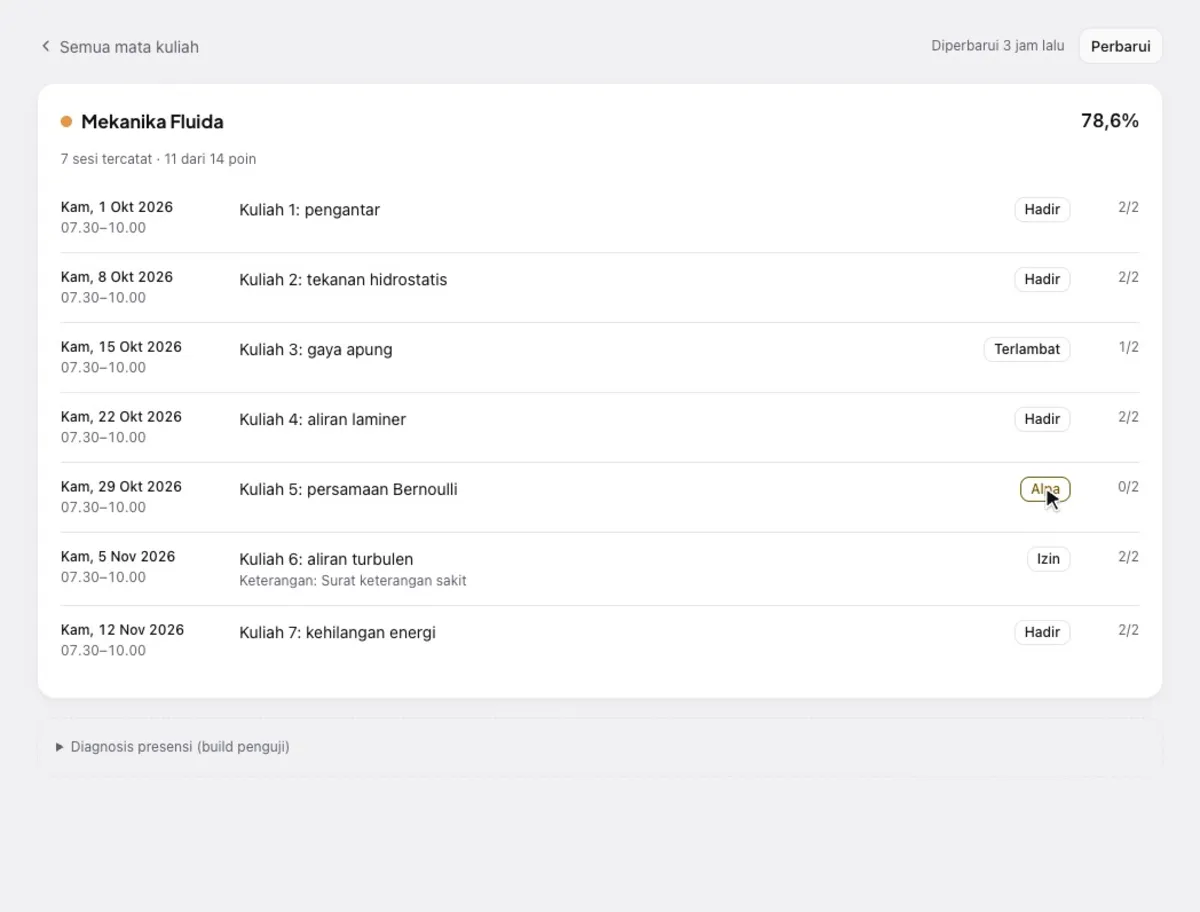 Semua mata kuliah
Diperbarui 3 jam lalu
Perbarui
Mekanika Fluida
78,6%
7 sesi tercatat · 11 dari 14 poin
Kam, 1 Okt 2026
07.30–10.00
Kuliah 1: pengantar
Hadir
2/2
Kam, 8 Okt 2026
07.30–10.00
Kuliah 2: tekanan hidrostatis
Hadir
2/2
Kam, 15 Okt 2026
07.30–10.00
Kuliah 3: gaya apung
Terlambat
1/2
Kam, 22 Okt 2026
07.30–10.00
Kuliah 4: aliran laminer
Hadir
2/2
Kam, 29 Okt 2026
07.30–10.00
Kuliah 5: persamaan Bernoulli
Alpa
0/2
Kam, 5 Nov 2026
07.30–10.00
Kuliah 6: aliran turbulen
Keterangan: Surat keterangan sakit
Izin
2/2
Kam, 12 Nov 2026
07.30–10.00
Kuliah 7: kehilangan energi
Hadir
2/2
Diagnosis presensi (build penguji)